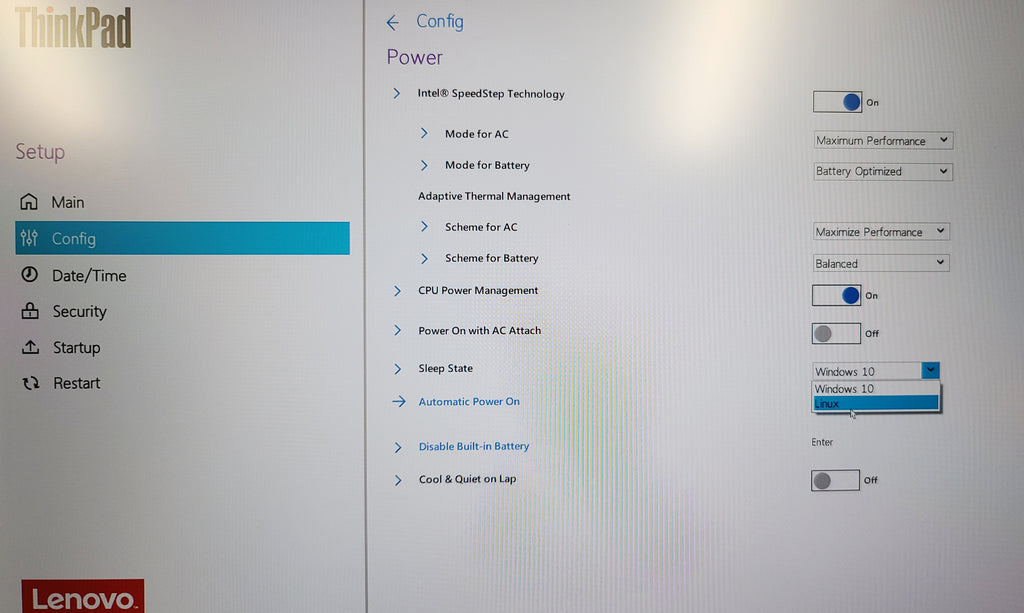 ThinkPad
Setup
Main
Config
Date/Time
Security
Startup
Restart
Lenovo
← Config
Power
Intel® SpeedStep Technology On
Mode for AC Maximum Performance
Mode for Battery Battery Optimized
Adaptive Thermal Management
Scheme for AC Maximize Performance
Scheme for Battery Balanced
CPU Power Management On
Power On with AC Attach Off
Sleep State Windows 10
Windows 10
Linux
Automatic Power On
Disable Built-in Battery Enter
Cool & Quiet on Lap Off